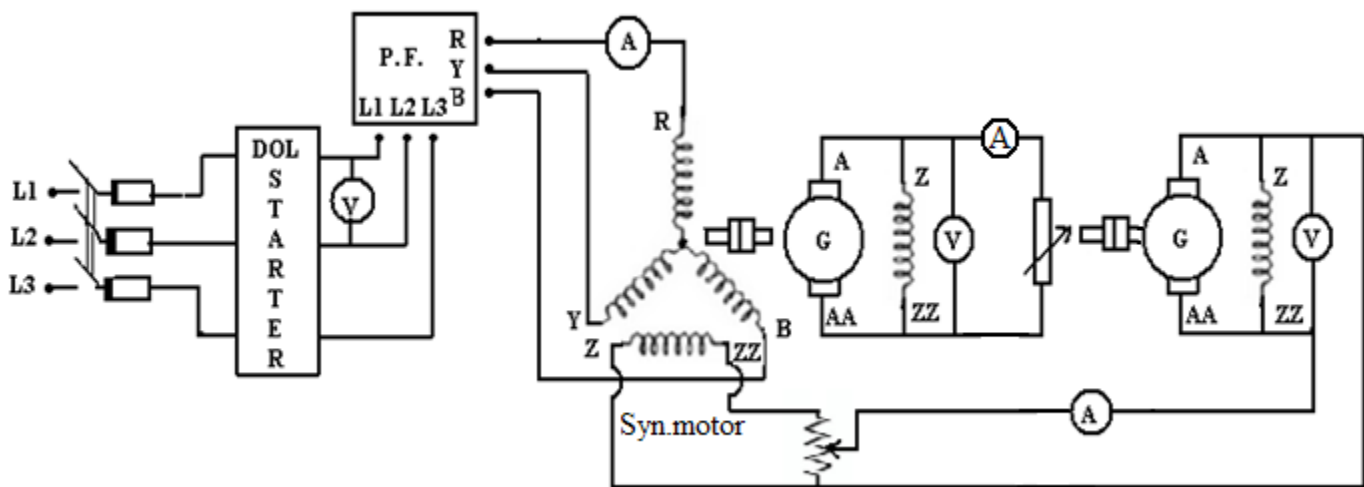 P.F.
R
Y
B
L1 L2 L3
A
R
Y
B
Z
ZZ
Syn.motor
L1
L2
L3
DOL
S
T
A
R
T
E
R
V
A
G
AA
Z
ZZ
V
A
A
G
AA
Z
ZZ
V
A